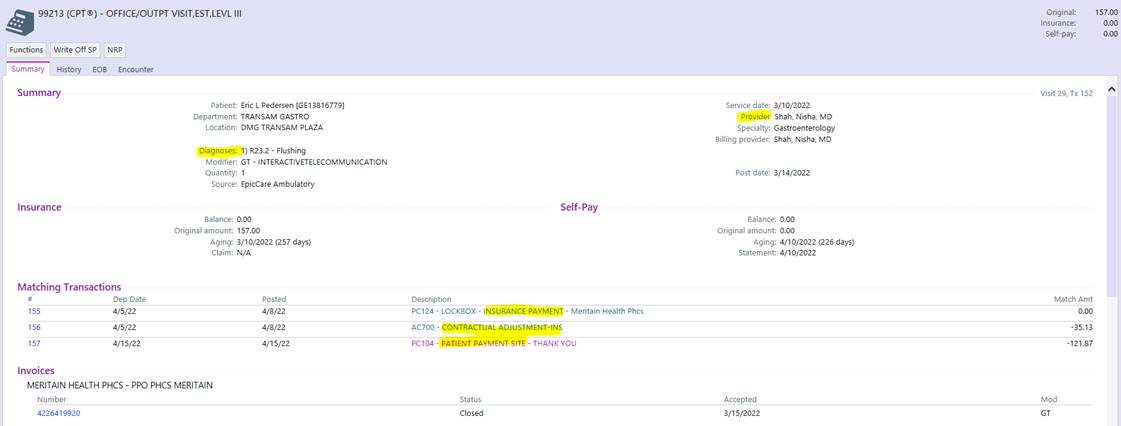 99213 (CPT®) - OFFICE/OUTPT VISIT,EST,LEVL III
Original: 157.00
Insurance: 0.00
Self-pay: 0.00
Functions Write Off SP NRP
Summary History EOB Encounter
Summary Visit 29, Tx 152
Patient: Eric L Pedersen [GE13816779] Service date: 3/10/2022
Department: TRANSAM GASTRO Provider Shah, Nisha, MD
Location: DMG TRANSAM PLAZA Specialty: Gastroenterology
Billing provider: Shah, Nisha, MD
Diagnoses: 1) R23.2 - Flushing
Modifier: GT - INTERACTIVETELECOMMUNICATION
Quantity: 1 Post date: 3/14/2022
Source: EpicCare Ambulatory
Insurance Self-Pay
Balance: 0.00 Balance: 0.00
Original amount: 157.00 Original amount: 0.00
Aging: 3/10/2022 (257 days) Aging: 4/10/2022 (226 days)
Claim: N/A Statement: 4/10/2022
Matching Transactions
# Dep Date Posted Description Match Amt
155 4/5/22 4/8/22 PC124 - LOCKBOX - INSURANCE PAYMENT - Meritain Health Phcs 0.00
156 4/5/22 4/8/22 AC700 - CONTRACTUAL ADJUSTMENT-INS -35.13
157 4/15/22 4/15/22 PC104 - PATIENT PAYMENT SITE - THANK YOU -121.87
Invoices
MERITAIN HEALTH PHCS - PPO PHCS MERITAIN
Number Status Accepted Mod
4226419920 Closed 3/15/2022 GT